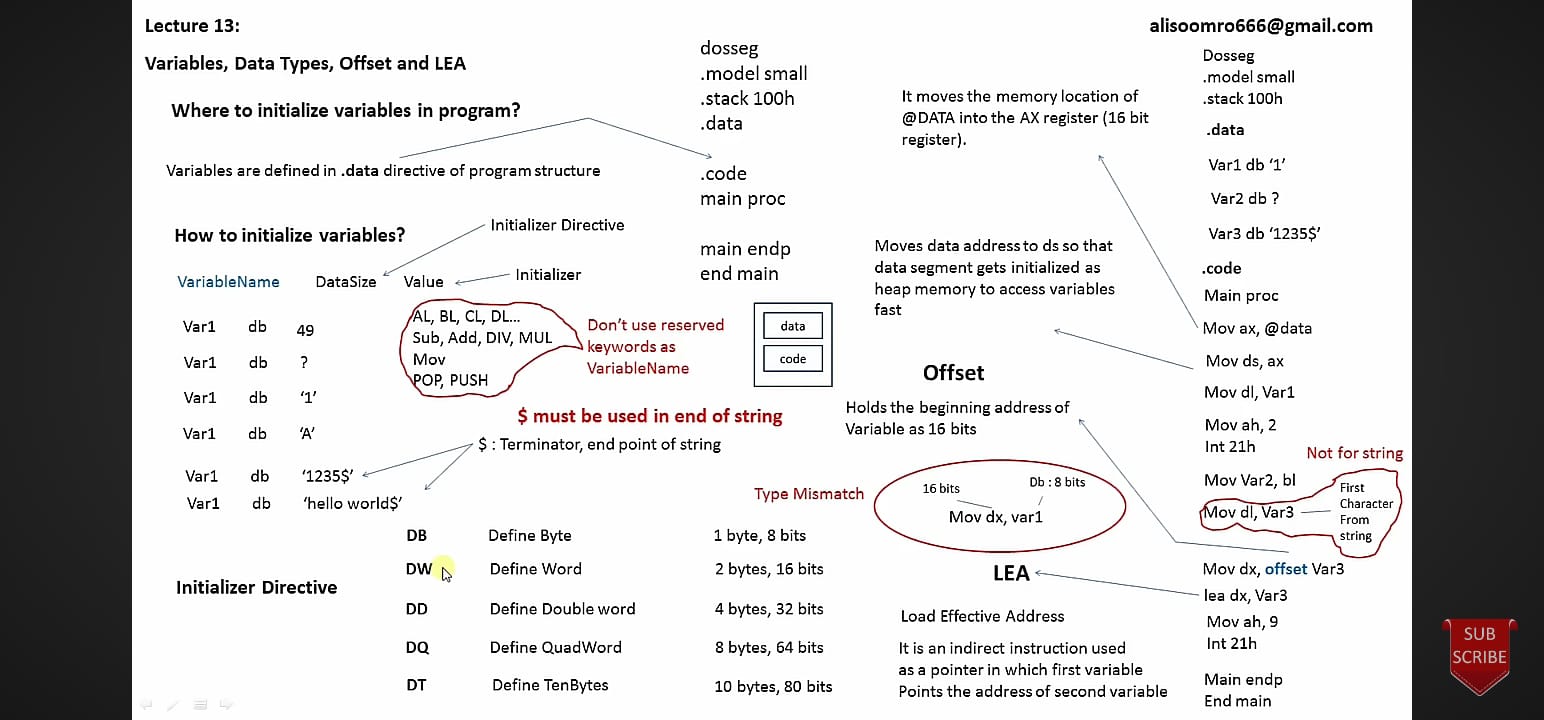 Lecture 13:
alisoomro666@gmail.com
Variables, Data Types, Offset and LEA
Where to initialize variables in program?
Variables are defined in .data directive of program structure
How to initialize variables?
Initializer Directive
Initializer
VariableName DataSize Value
Var1 db 49
Var1 db ?
Var1 db ‘1’
Var1 db ‘A’
Var1 db ‘1235$’
Var1 db ‘hello world$’
AL, BL, CL, DL...
Sub, Add, DIV, MUL
Mov
POP, PUSH
Don’t use reserved
keywords as
VariableName
$ must be used in end of string
$ : Terminator, end point of string
Initializer Directive
DB Define Byte 1 byte, 8 bits
DW Define Word 2 bytes, 16 bits
DD Define Double word 4 bytes, 32 bits
DQ Define QuadWord 8 bytes, 64 bits
DT Define TenBytes 10 bytes, 80 bits
dosseg
.model small
.stack 100h
.data
.code
main proc
main endp
end main
data
code
It moves the memory location of
@DATA into the AX register (16 bit
register).
Moves data address to ds so that
data segment gets initialized as
heap memory to access variables
fast
Offset
Holds the beginning address of
Variable as 16 bits
Type Mismatch
16 bits
Db : 8 bits
Mov dx, var1
LEA
Load Effective Address
It is an indirect instruction used
as a pointer in which first variable
Points the address of second variable
Dosseg
.model small
.stack 100h
.data
Var1 db ‘1’
Var2 db ?
Var3 db ‘1235$’
.code
Main proc
Mov ax, @data
Mov ds, ax
Mov dl, Var1
Mov ah, 2
Int 21h
Not for string
Mov Var2, bl
Mov dl, Var3
First
Character
From
string
Mov dx, offset Var3
lea dx, Var3
Mov ah, 9
Int 21h
Main endp
End main
SUB
SCRIBE